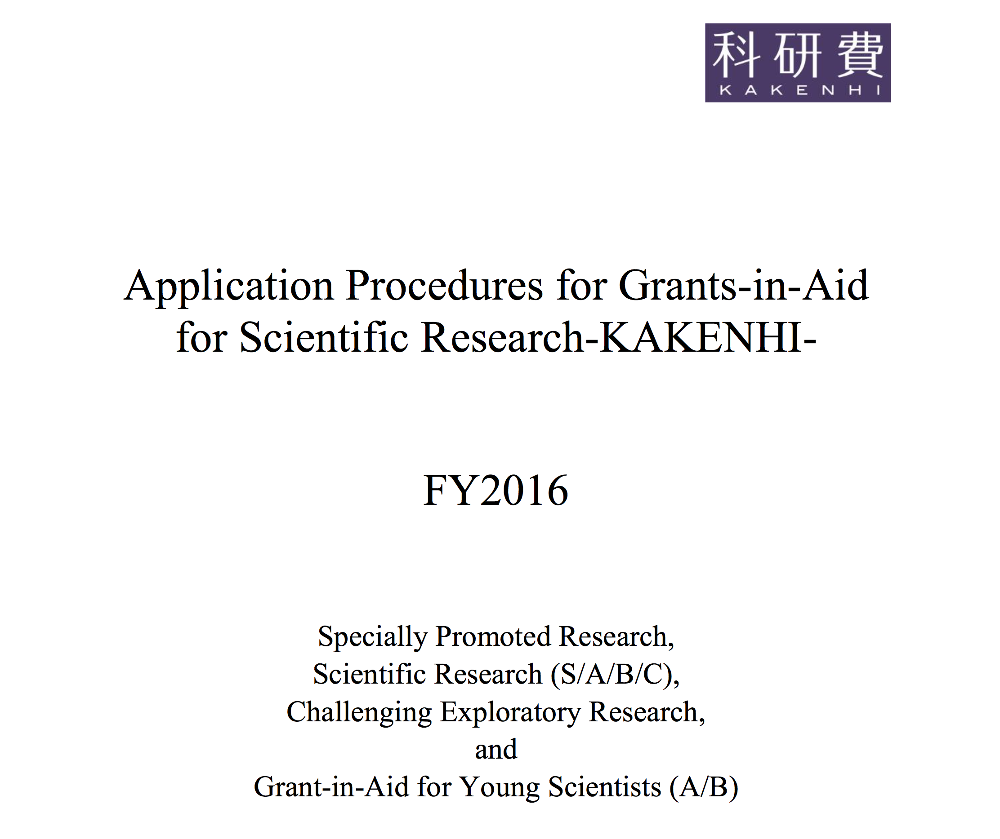 科研費
KAKENHI
Application Procedures for Grants-in-Aid
for Scientific Research-KAKENHI-
FY2016
Specially Promoted Research,
Scientific Research (S/A/B/C),
Challenging Exploratory Research,
and
Grant-in-Aid for Young Scientists (A/B)